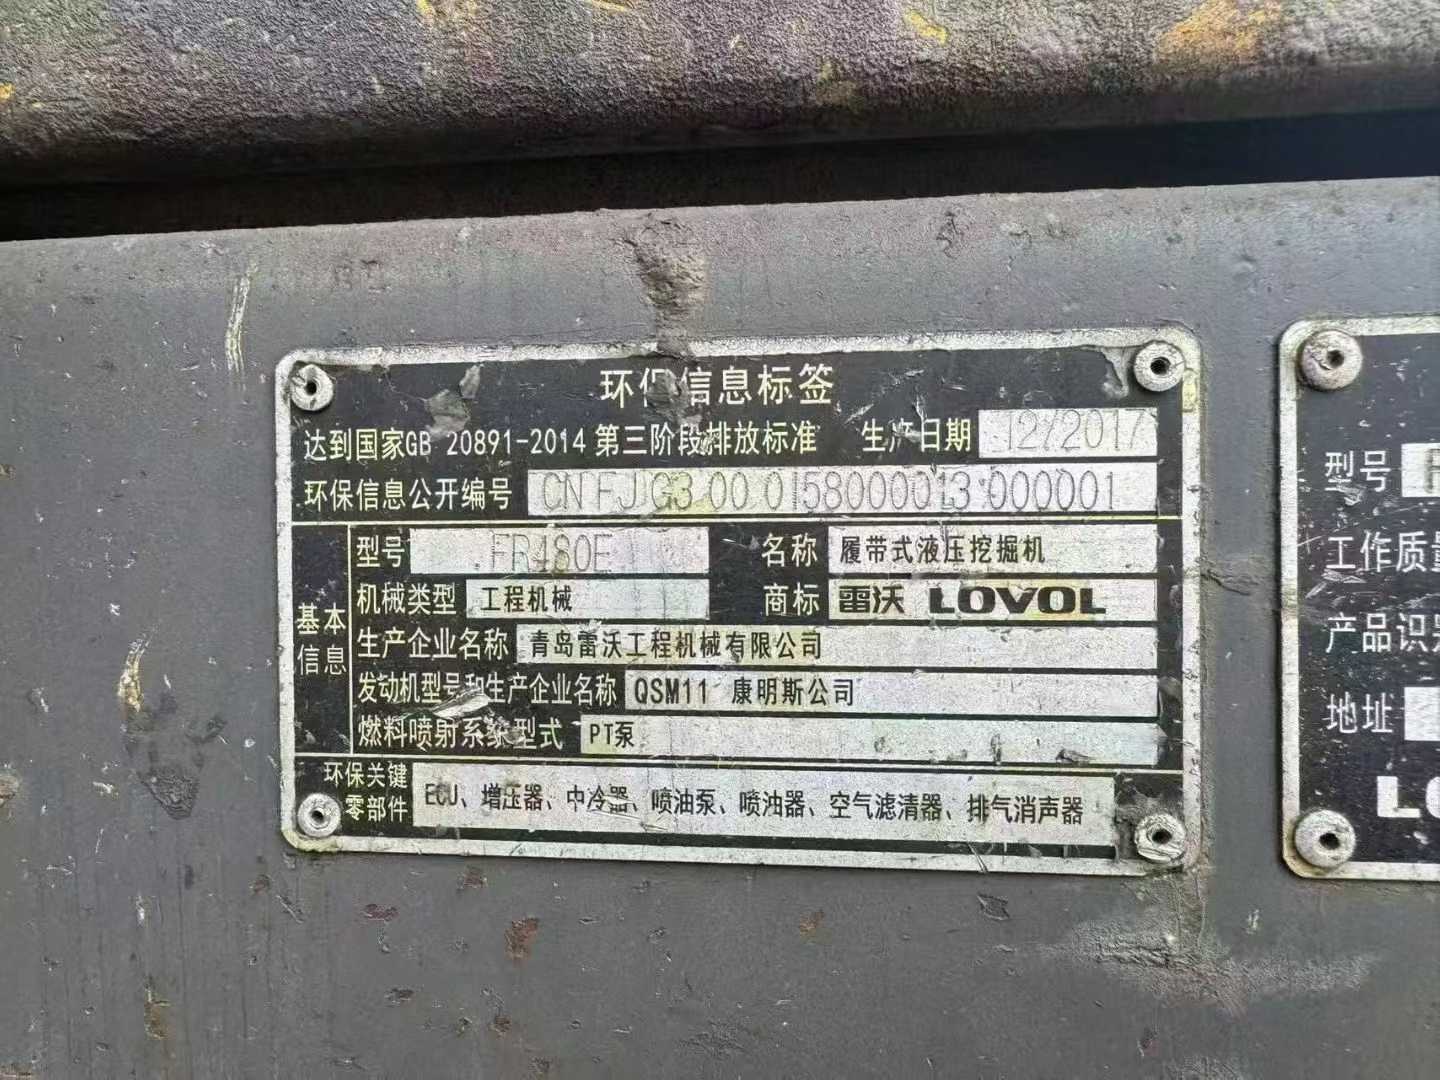 环保信息标签
达到国家GB 20891-2014 第三阶段排放标准 生产日期 12/2017
环保信息公开编号 CN FJ G3 00 0158000013 000001
基本信息
型号 FR480E 名称 履带式液压挖掘机
机械类型 工程机械 商标 雷沃 LOVOL
生产企业名称 青岛雷沃工程机械有限公司
发动机型号和生产企业名称 QSM11 康明斯公司
燃料喷射系统型式 PT泵
环保关键零部件 ECU、增压器、中冷器、喷油泵、喷油器、空气滤清器、排气消声器
型号
工作质量
产品识别
地址
LO